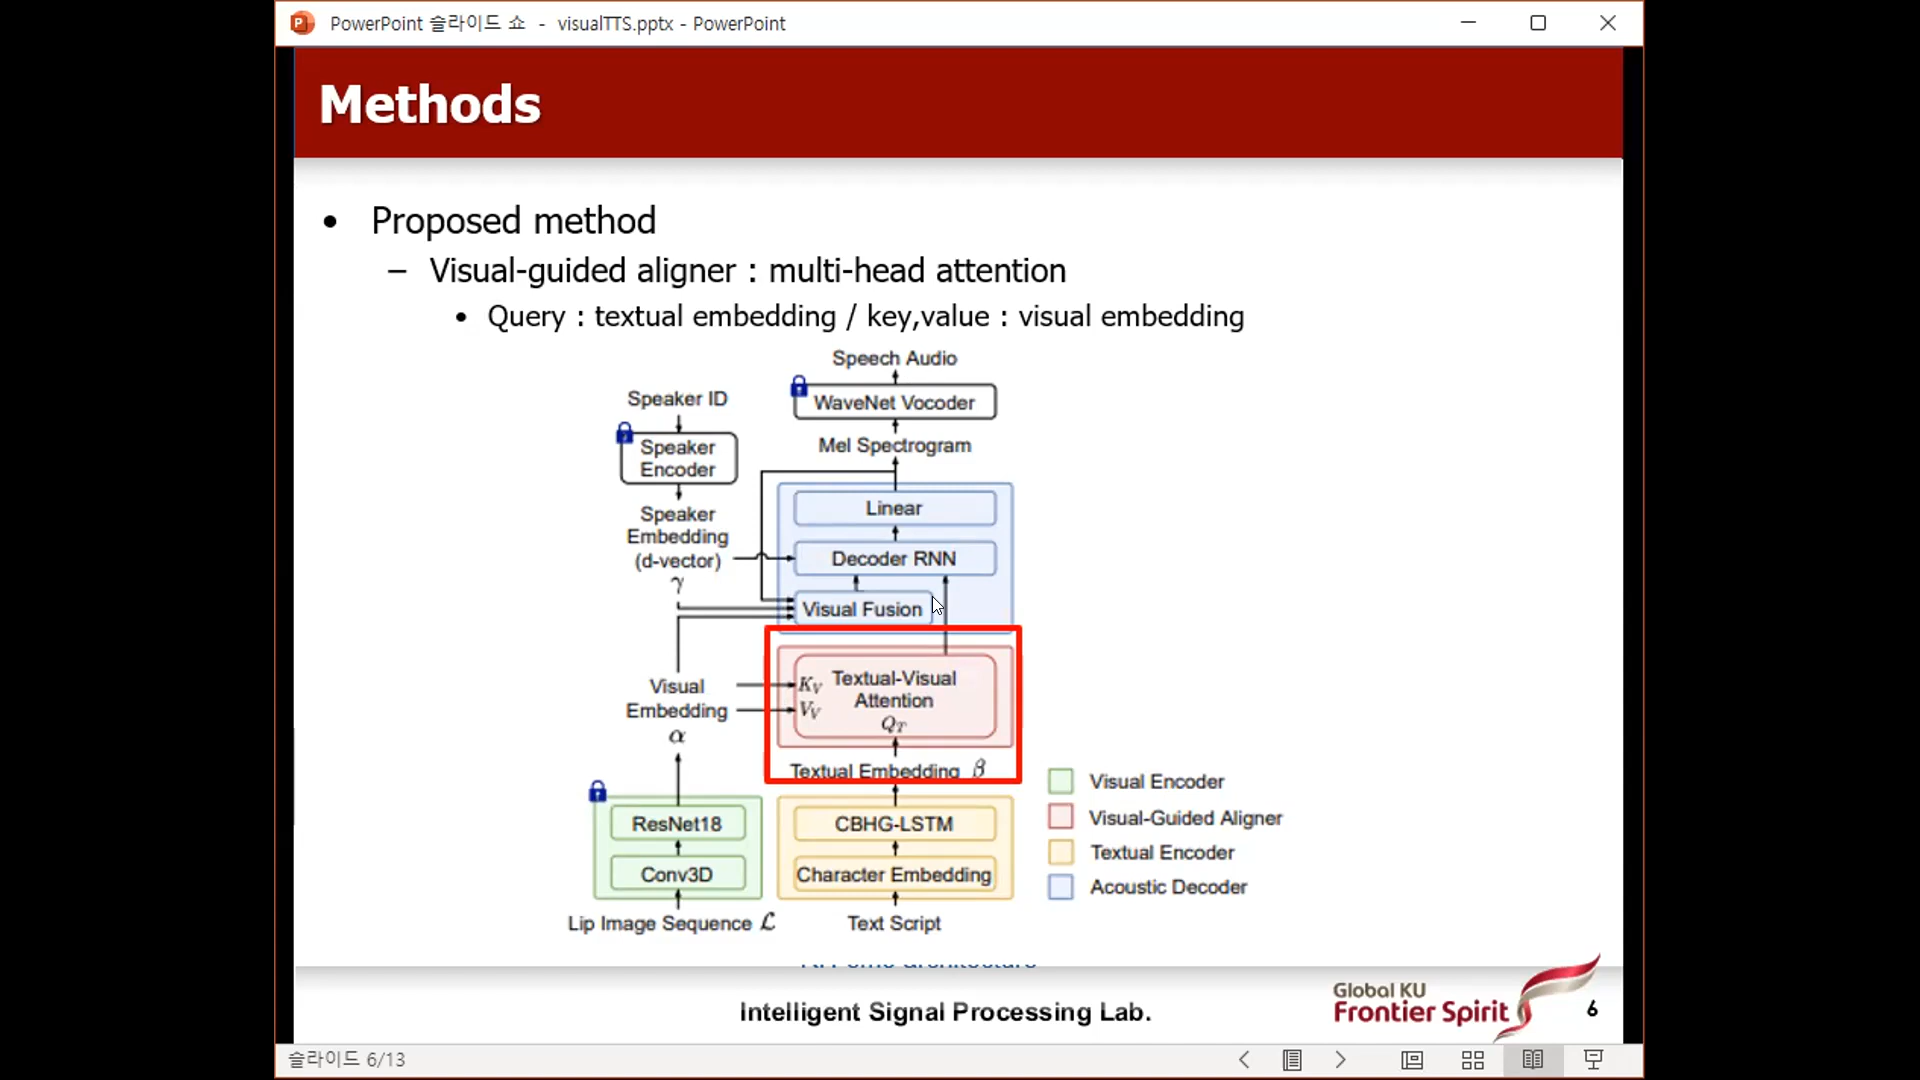 PowerPoint 슬라이드 쇼 - visualTTS.pptx - PowerPoint
Methods
• Proposed method
– Visual-guided aligner : multi-head attention
• Query : textual embedding / key,value : visual embedding
Speech Audio
WaveNet Vocoder
Mel Spectrogram
Speaker ID
Speaker
Encoder
Speaker
Embedding
(d-vector)
γ
Linear
Decoder RNN
Visual Fusion
Visual
Embedding
α
K_V
V_V
Textual-Visual
Attention
Q_T
Textual Embedding β
ResNet18
Conv3D
Lip Image Sequence ℒ
CBHG-LSTM
Character Embedding
Text Script
Visual Encoder
Visual-Guided Aligner
Textual Encoder
Acoustic Decoder
Intelligent Signal Processing Lab.
Global KU
Frontier Spirit
6
슬라이드 6/13